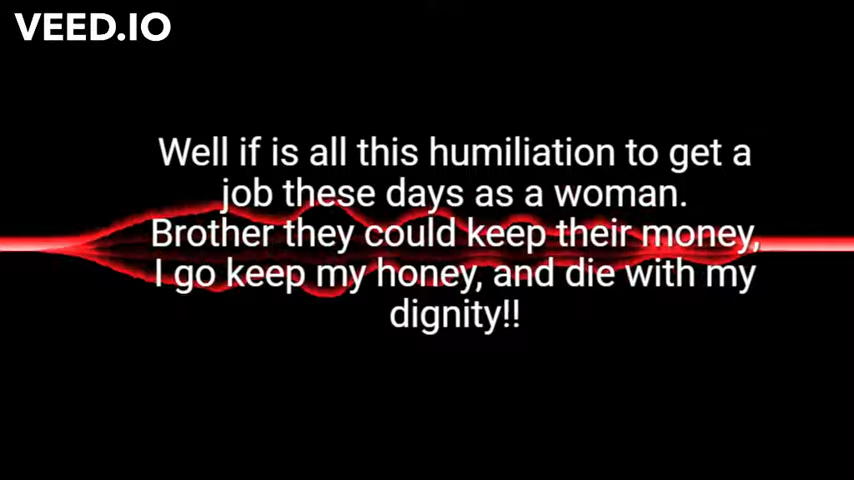 VEED.IO
Well if is all this humiliation to get a
job these days as a woman.
Brother they could keep their money,
I go keep my honey, and die with my
dignity!!